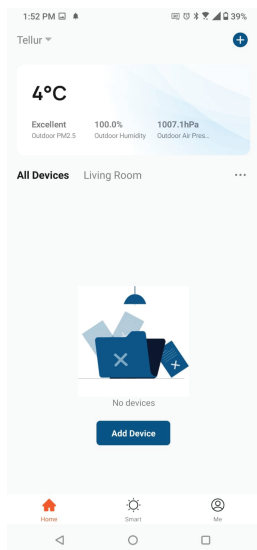 1:52 PM 39%
Tellur
4°C
Excellent 100.0% 1007.1hPa
Outdoor PM2.5 Outdoor Humidity Outdoor Air Pres...
All Devices Living Room ...
No devices
Add Device
Home Smart Me